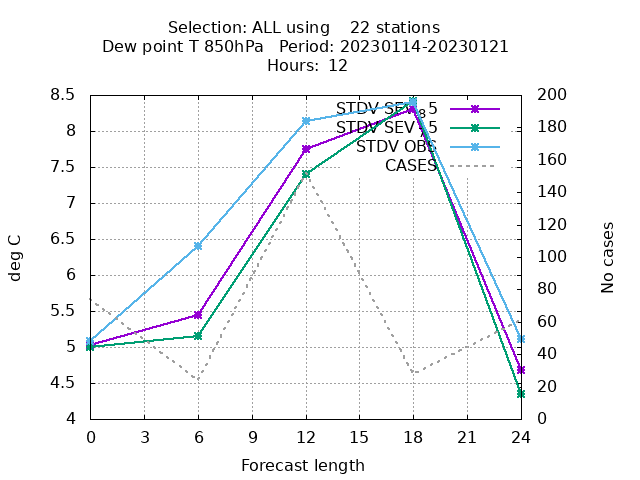 Selection: ALL using 22 stations
Dew point T 850hPa Period: 20230114-20230121
Hours: 12
8.5
8
7.5
7
6.5
6
5.5
5
4.5
4
deg C
STDV
STDV SEV
STDV OBS
CASES
200
180
160
140
120
100
80
60
40
20
0
No cases
0 3 6 9 12 15 18 21 24
Forecast length